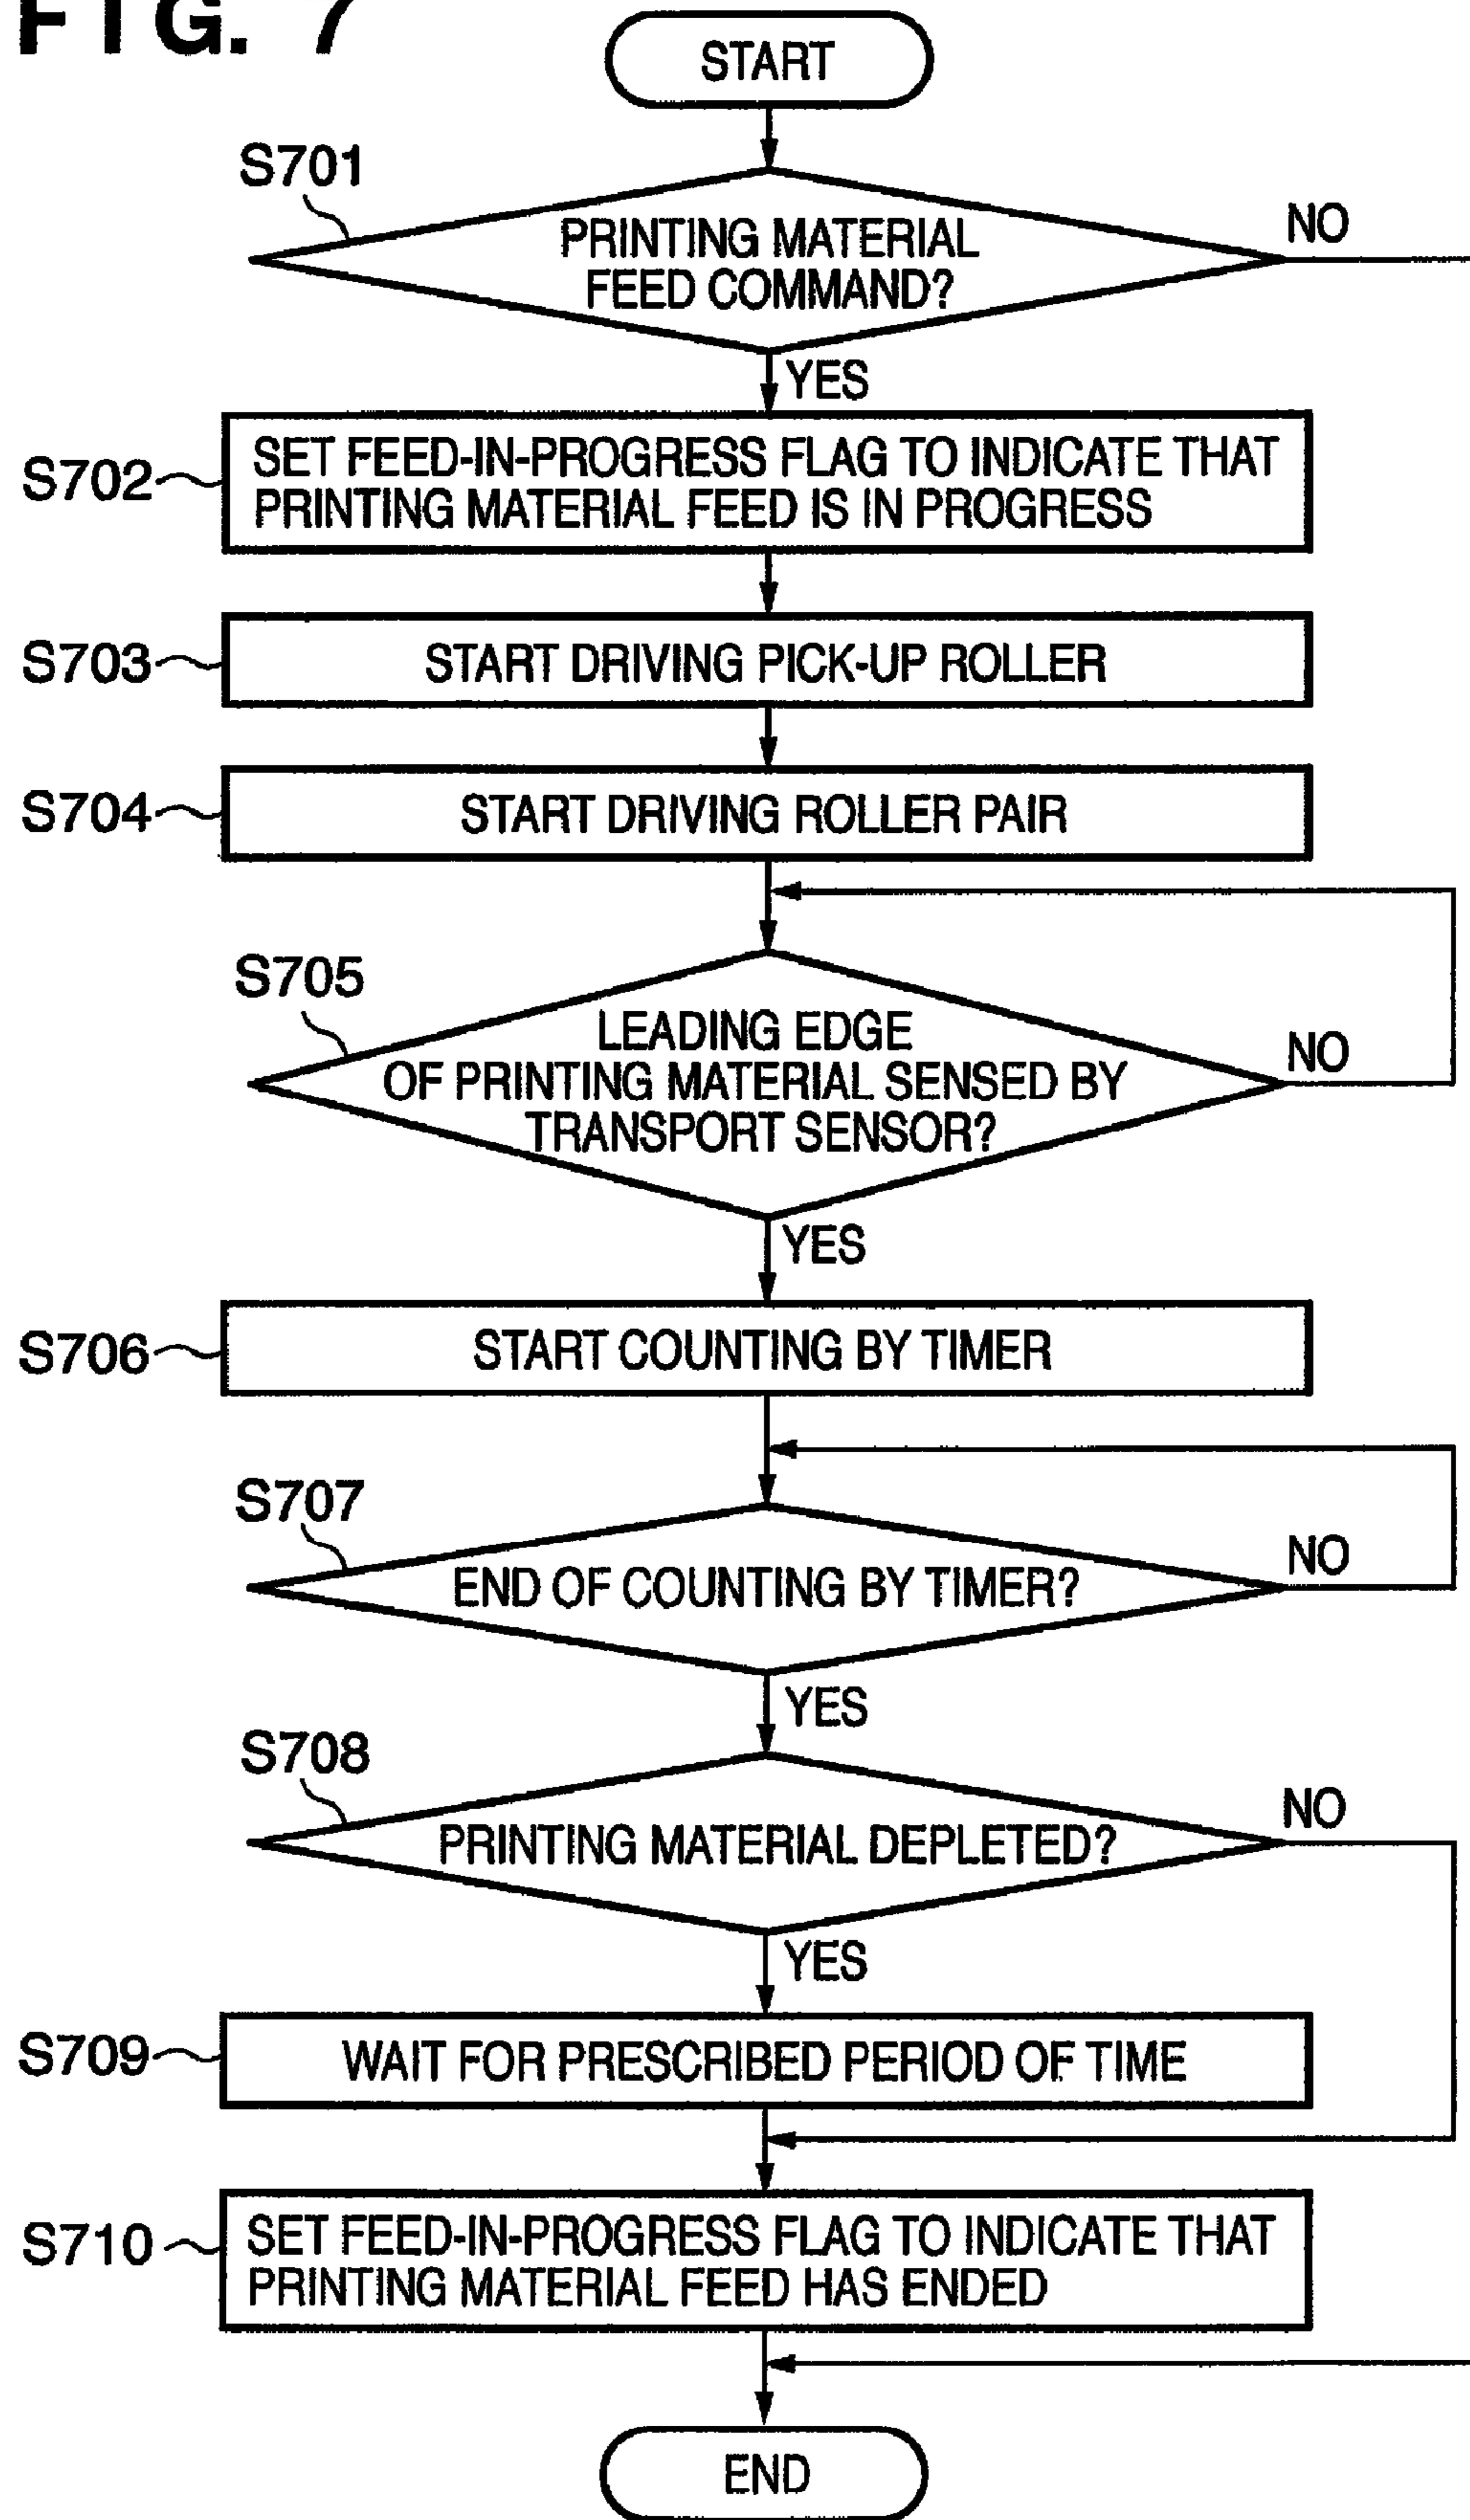 FIG. 7
START
S701
PRINTING MATERIAL
FEED COMMAND?
NO
YES
S702
SET FEED-IN-PROGRESS FLAG TO INDICATE THAT
PRINTING MATERIAL FEED IS IN PROGRESS
S703
START DRIVING PICK-UP ROLLER
S704
START DRIVING ROLLER PAIR
S705
LEADING EDGE
OF PRINTING MATERIAL SENSED BY
TRANSPORT SENSOR?
NO
YES
S706
START COUNTING BY TIMER
S707
END OF COUNTING BY TIMER?
NO
YES
S708
PRINTING MATERIAL DEPLETED?
NO
YES
S709
WAIT FOR PRESCRIBED PERIOD OF TIME
S710
SET FEED-IN-PROGRESS FLAG TO INDICATE THAT
PRINTING MATERIAL FEED HAS ENDED
END